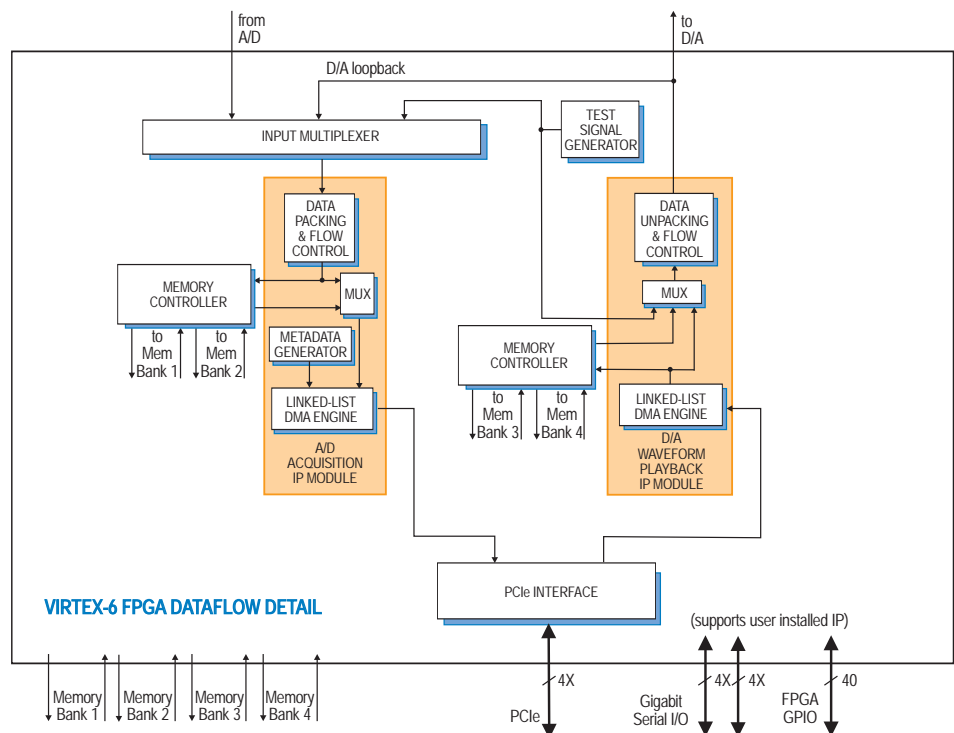 from
A/D
to
D/A
D/A loopback
INPUT MULTIPLEXER
TEST
SIGNAL
GENERATOR
DATA
PACKING
& FLOW
CONTROL
DATA
UNPACKING
& FLOW
CONTROL
MEMORY
CONTROLLER
MUX
MUX
to
Mem
Bank 1
to
Mem
Bank 2
METADATA
GENERATOR
MEMORY
CONTROLLER
LINKED-LIST
DMA ENGINE
to
Mem
Bank 3
to
Mem
Bank 4
LINKED-LIST
DMA ENGINE
A/D
ACQUISITION
IP MODULE
D/A
WAVEFORM
PLAYBACK
IP MODULE
PCIe INTERFACE
VIRTEX-6 FPGA DATAFLOW DETAIL
(supports user installed IP)
Memory
Bank 1
Memory
Bank 2
Memory
Bank 3
Memory
Bank 4
4X
PCIe
4X
4X
Gigabit
Serial I/O
40
FPGA
GPIO